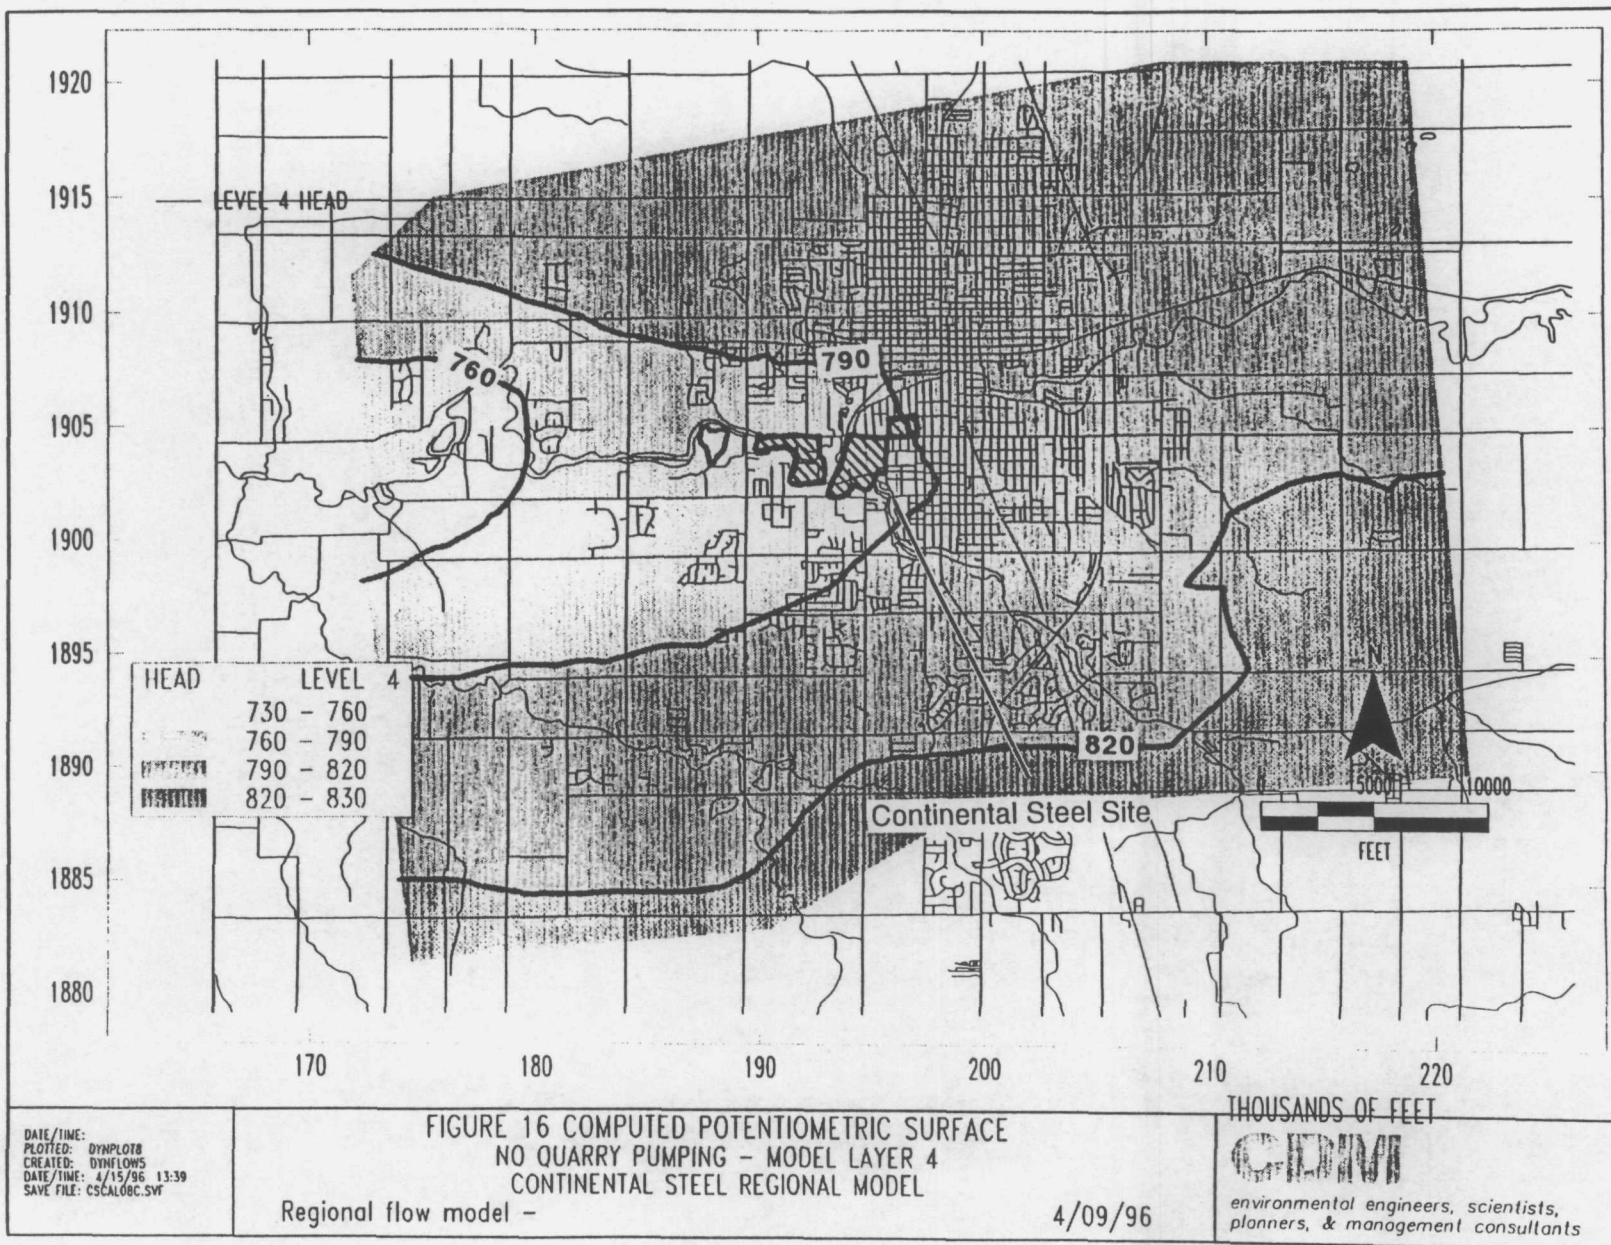 1920
1915
1910
1905
1900
1895
1890
1885
1880
LEVEL 4 HEAD
760
790
820
HEAD LEVEL 4
730 - 760
760 - 790
790 - 820
820 - 830
Continental Steel Site
N
5000 10000
FEET
170 180 190 200 210 220
THOUSANDS OF FEET
DATE/TIME:
PLOTTED: DYNPLOT8
CREATED: DYNFLOW5
DATE/TIME: 4/15/96 13:39
SAVE FILE: CSCAL08C.SVF
FIGURE 16 COMPUTED POTENTIOMETRIC SURFACE
NO QUARRY PUMPING - MODEL LAYER 4
CONTINENTAL STEEL REGIONAL MODEL
Regional flow model -
4/09/96
CDM
environmental engineers, scientists,
planners, & management consultants